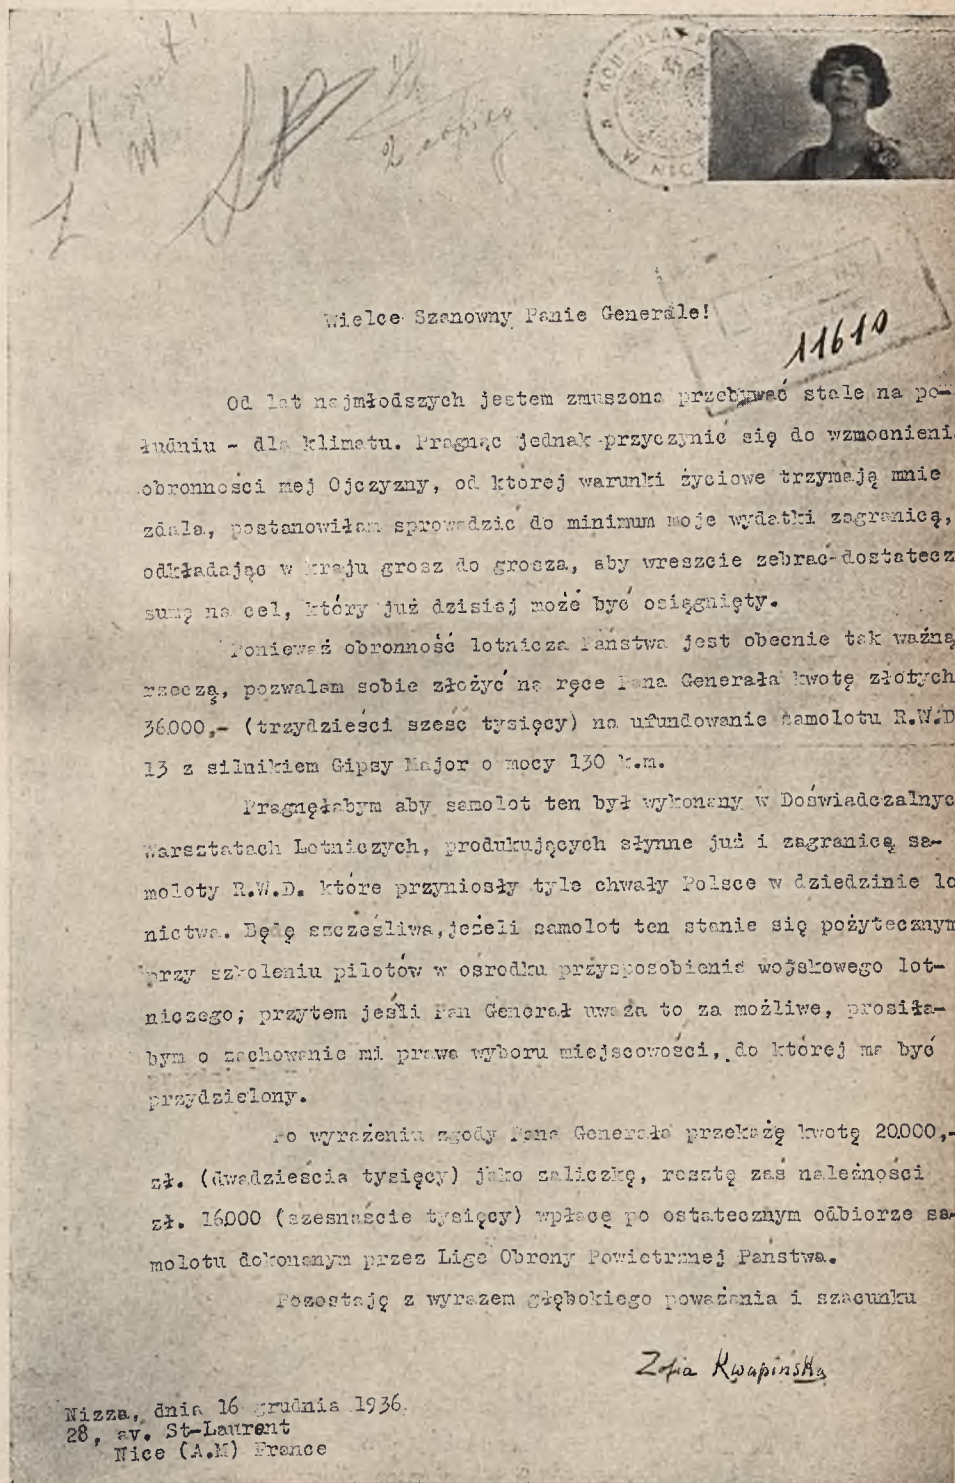 KONSULAT R
W NICE
Wielce Szanowny Panie Generale!
11610
Od lat najmłodszych jestem zmuszona przebywać stale na po-
łudniu - dla klimatu. Pragnąc jednak przyczynić się do wzmocnieni
obronności mej Ojczyzny, od której warunki życiowe trzymają mnie
zdala, postanowiłam sprowadzić do minimum moje wydatki zagranicą,
odkładając w kraju grosz do grosza, aby wreszcie zebrać dostatecz
sumę na cel, który już dzisiaj może być osiągnięty.
Ponieważ obronność lotnicza Państwa jest obecnie tak ważną
rzeczą, pozwalam sobie złożyć na ręce Pana Generała kwotę złotych
36.000,- (trzydzieści sześć tysięcy) na ufundowanie samolotu R.W.D
13 z silnikiem Gipsy Major o mocy 130 k.m.
Pragnęłabym aby samolot ten był wykonany w Doświadczalnyc
Warsztatach Lotniczych, produkujących słynne już i zagranicą sa-
moloty R.W.D. które przyniosły tyle chwały Polsce w dziedzinie lo
nictwa. Będę szczęśliwa, jeżeli samolot ten stanie się pożytecznym
przy szkoleniu pilotów w ośrodku przysposobienia wojskowego lot-
niczego; przytem jeśli Pan Generał uważa to za możliwe, prosiła-
bym o zachowanie mi prawa wyboru miejscowości, do której ma być
przydzielony.
Po wyrażeniu zgody Pana Generała przekażę kwotę 20.000,-
zł. (dwadzieścia tysięcy) jako zaliczkę, resztę zaś należności
zł. 16.000 (szesnaście tysięcy) wpłacę po ostatecznym odbiorze sa-
molotu dokonanym przez Ligę Obrony Powietrznej Państwa.
Pozostaję z wyrazem głębokiego poważania i szacunku
Zofia Kwapińska
Nizza, dnia 16 grudnia 1936.
28, av. St-Laurent
Nice (A.M) France